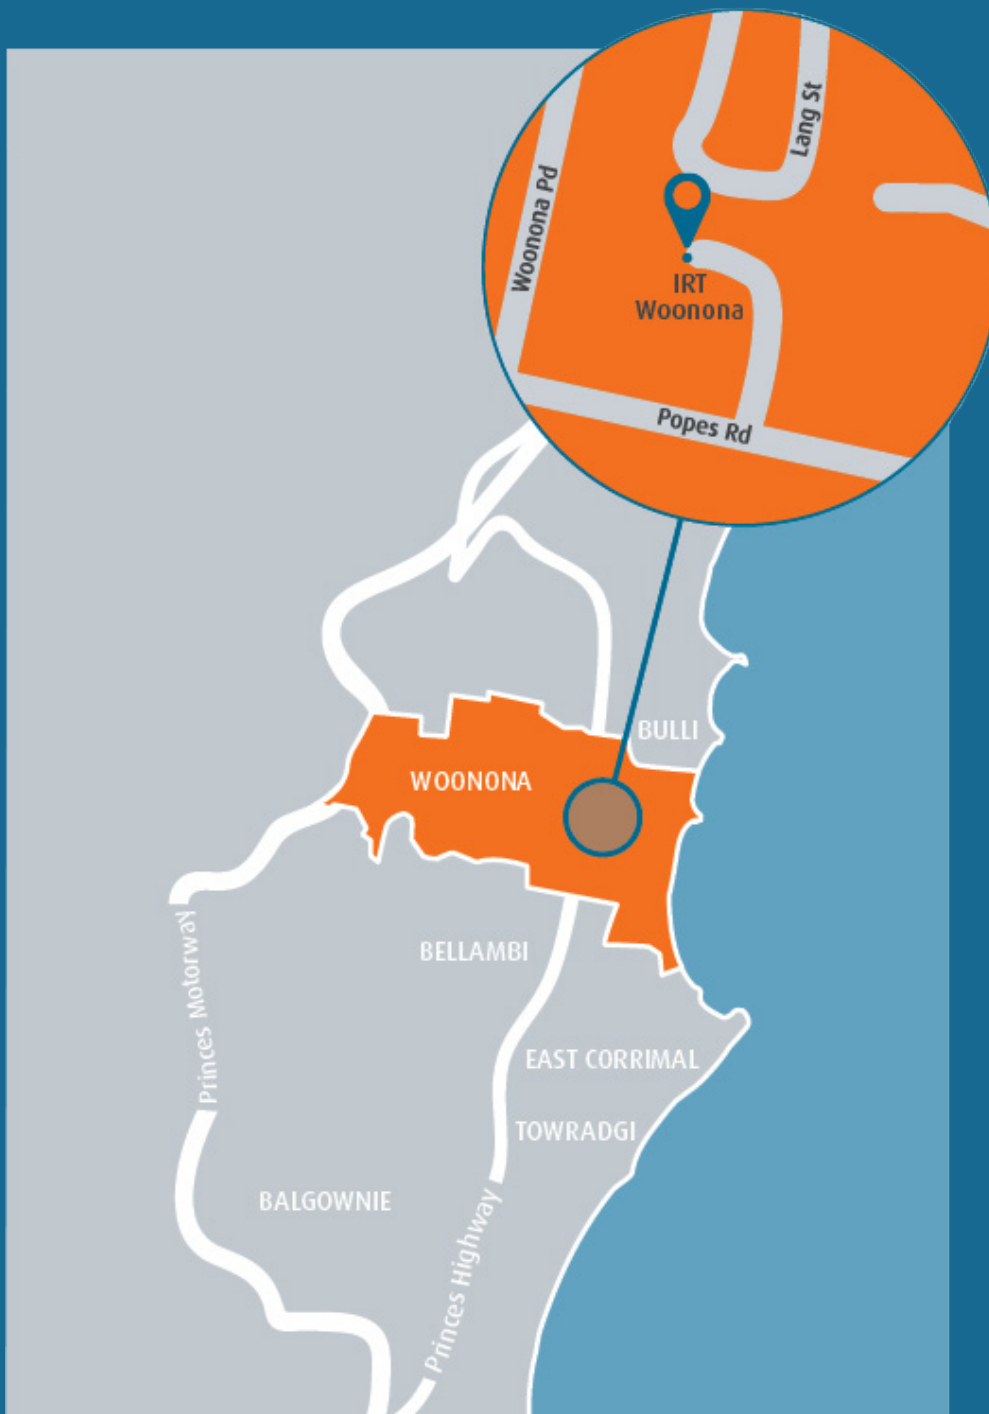 Lang St
Woonona Pd
IRT
Woonona
Popes Rd
BULLI
WOONONA
BELLAMBI
Princes Motorway
EAST CORRIMAL
TOWRADGI
BALGOWNIE
Princes Highway